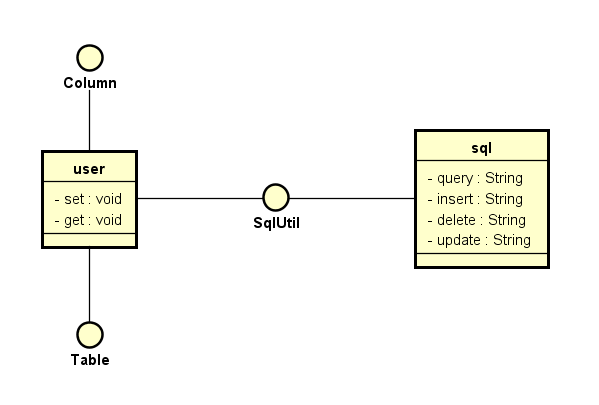 Column
user
- set : void
- get : void
SqlUtil
sql
- query : String
- insert : String
- delete : String
- update : String
Table